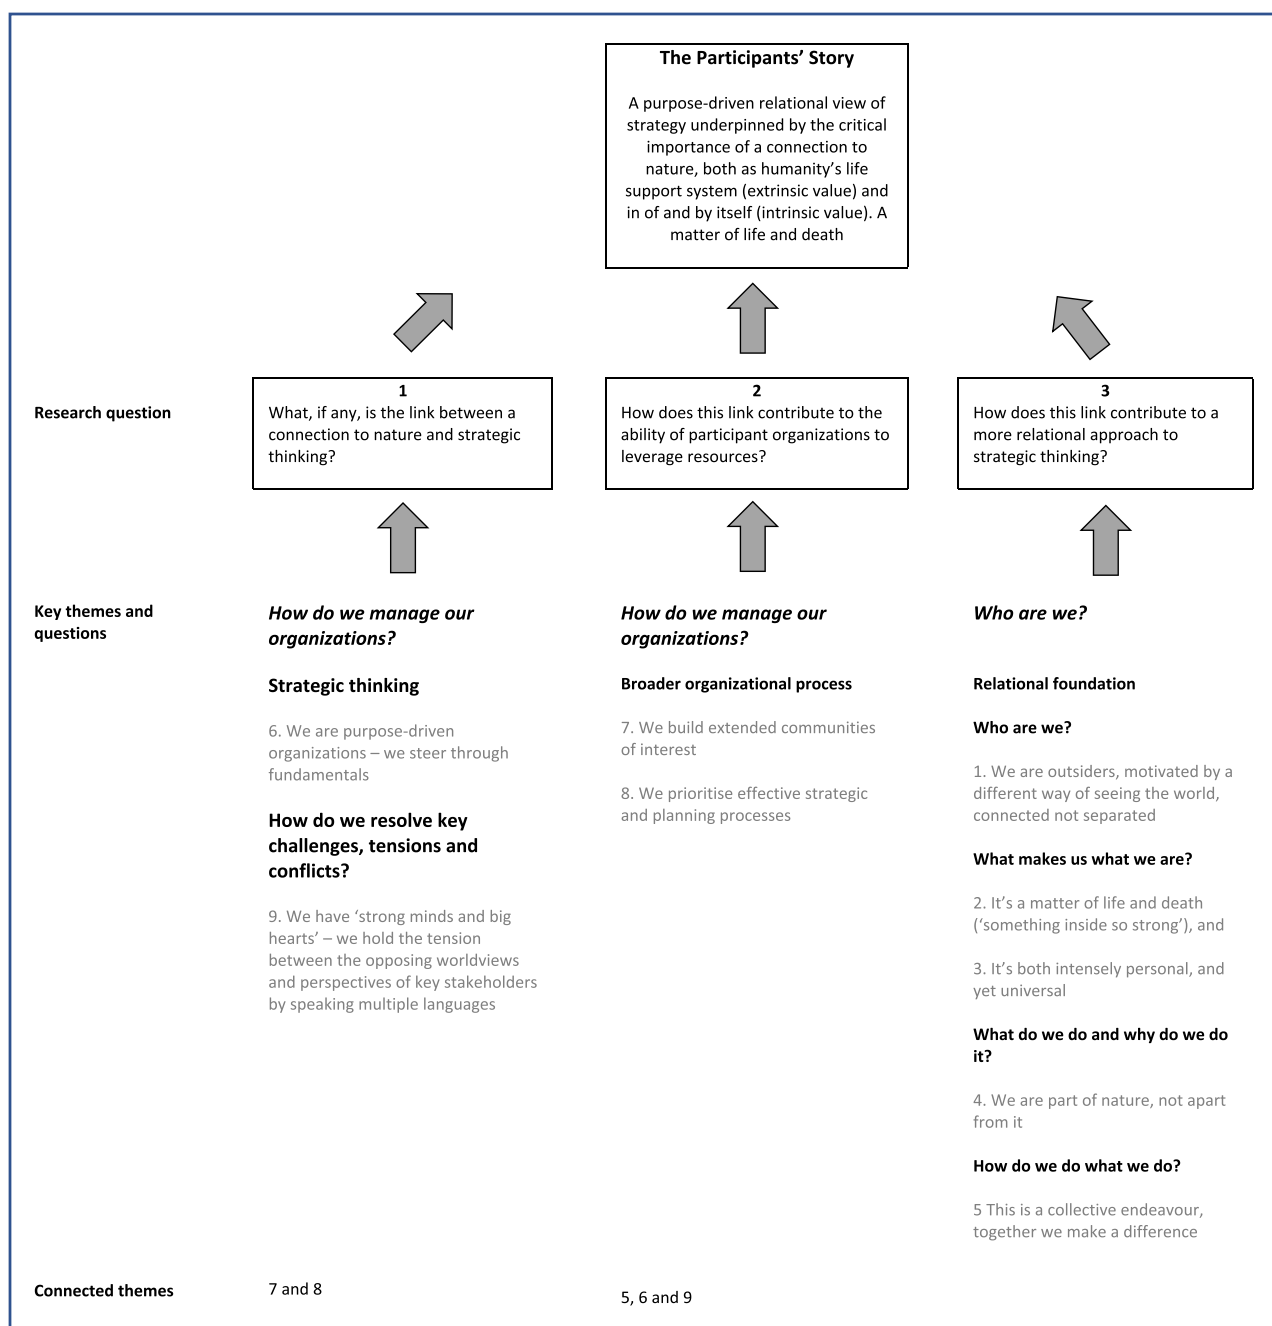 The Participants’ Story
A purpose-driven relational view of
strategy underpinned by the critical
importance of a connection to
nature, both as humanity’s life
support system (extrinsic value) and
in of and by itself (intrinsic value). A
matter of life and death
Research question
1
What, if any, is the link between a
connection to nature and strategic
thinking?
2
How does this link contribute to the
ability of participant organizations to
leverage resources?
3
How does this link contribute to a
more relational approach to
strategic thinking?
Key themes and
questions
How do we manage our
organizations?
Strategic thinking
6. We are purpose-driven
organizations – we steer through
fundamentals
How do we resolve key
challenges, tensions and
conflicts?
9. We have ‘strong minds and big
hearts’ – we hold the tension
between the opposing worldviews
and perspectives of key stakeholders
by speaking multiple languages
How do we manage our
organizations?
Broader organizational process
7. We build extended communities
of interest
8. We prioritise effective strategic
and planning processes
Who are we?
Relational foundation
Who are we?
1. We are outsiders, motivated by a
different way of seeing the world,
connected not separated
What makes us what we are?
2. It’s a matter of life and death
(‘something inside so strong’), and
3. It’s both intensely personal, and
yet universal
What do we do and why do we do
it?
4. We are part of nature, not apart
from it
How do we do what we do?
5 This is a collective endeavour,
together we make a difference
Connected themes
7 and 8
5, 6 and 9